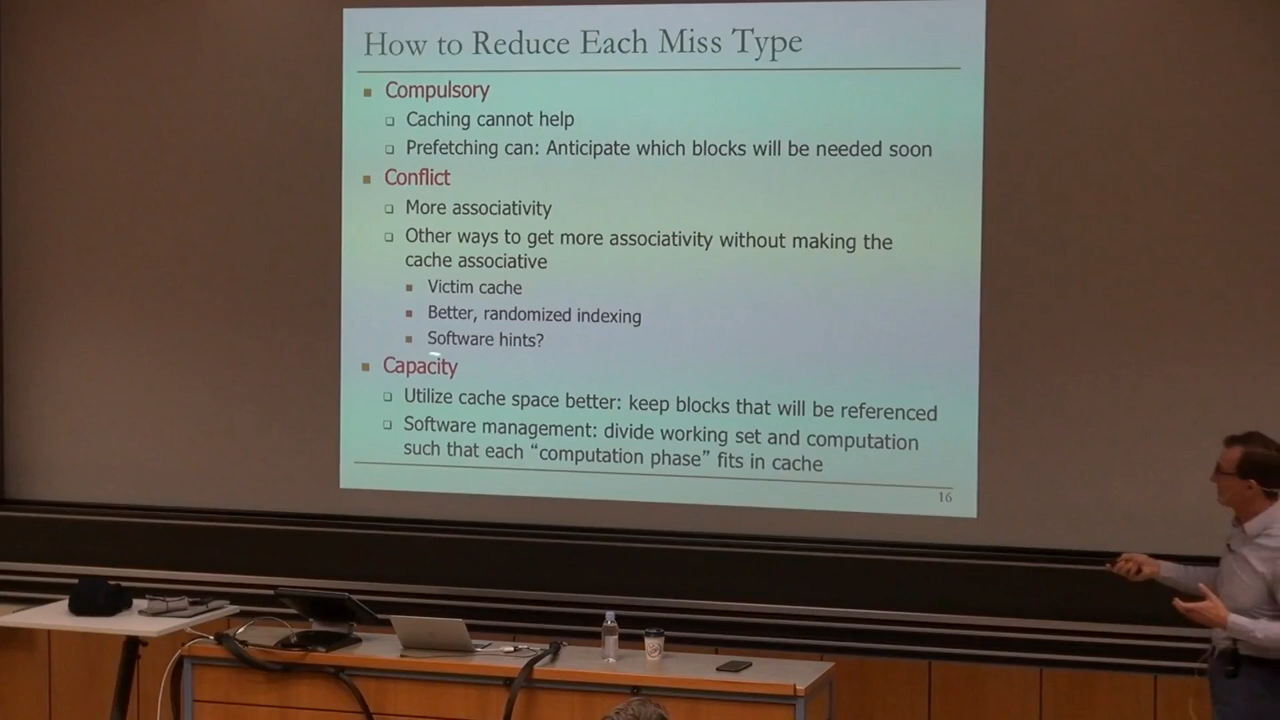 How to Reduce Each Miss Type
Compulsory
Caching cannot help
Prefetching can: Anticipate which blocks will be needed soon
Conflict
More associativity
Other ways to get more associativity without making the
cache associative
Victim cache
Better, randomized indexing
Software hints?
Capacity
Utilize cache space better: keep blocks that will be referenced
Software management: divide working set and computation
such that each “computation phase” fits in cache
16